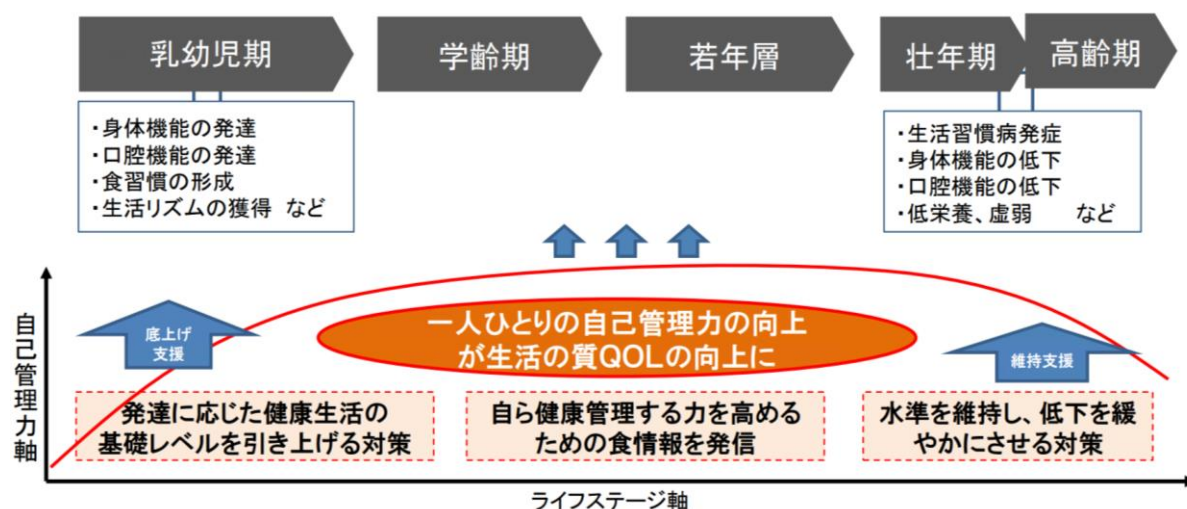 乳幼児期
学齢期
若年層
壮年期
高齢期
・身体機能の発達
・口腔機能の発達
・食習慣の形成
・生活リズムの獲得 など
・生活習慣病発症
・身体機能の低下
・口腔機能の低下
・低栄養、虚弱 など
自己管理力軸
底上げ
支援
一人ひとりの自己管理力の向上
が生活の質QOLの向上に
維持支援
発達に応じた健康生活の
基礎レベルを引き上げる対策
自ら健康管理する力を高める
ための食情報を発信
水準を維持し、低下を緩
やかにさせる対策
ライフステージ軸